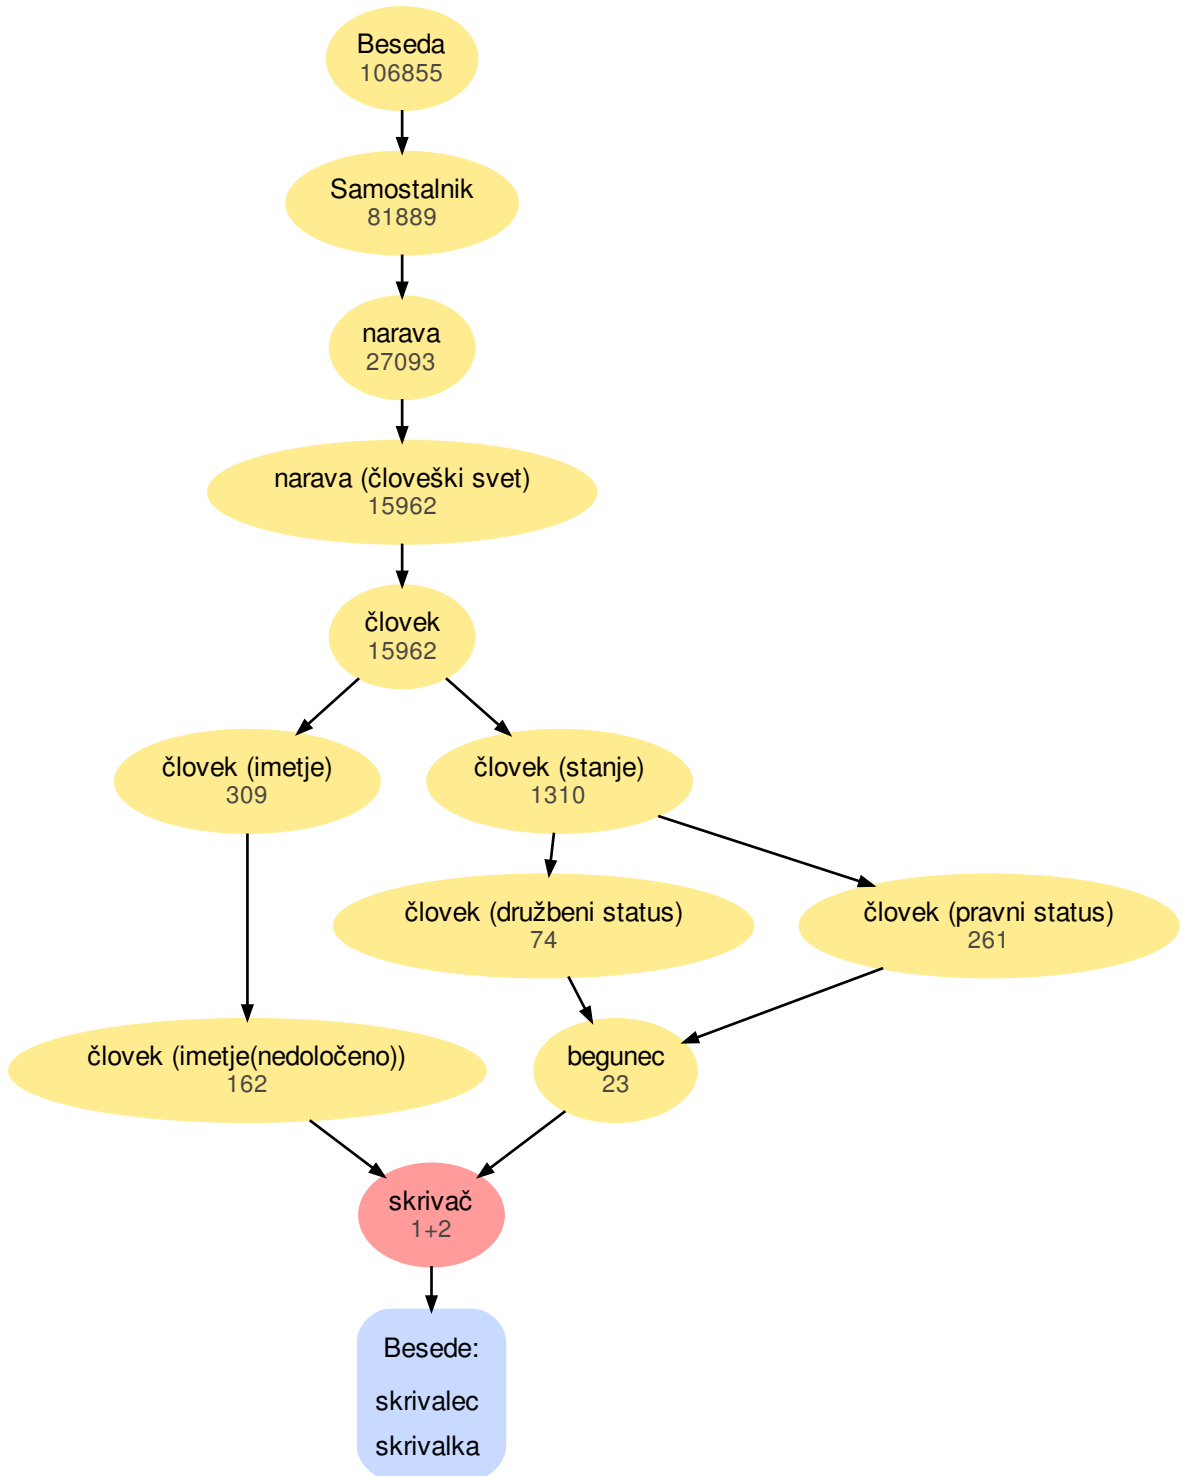 Beseda
106855
Samostalnik
81889
narava
27093
narava (človeški svet)
15962
človek
15962
človek (imetje)
309
človek (stanje)
1310
človek (družbeni status)
74
človek (pravni status)
261
človek (imetje(nedoločeno))
162
begunec
23
skrivač
1+2
Besede:
skrivalec
skrivalka